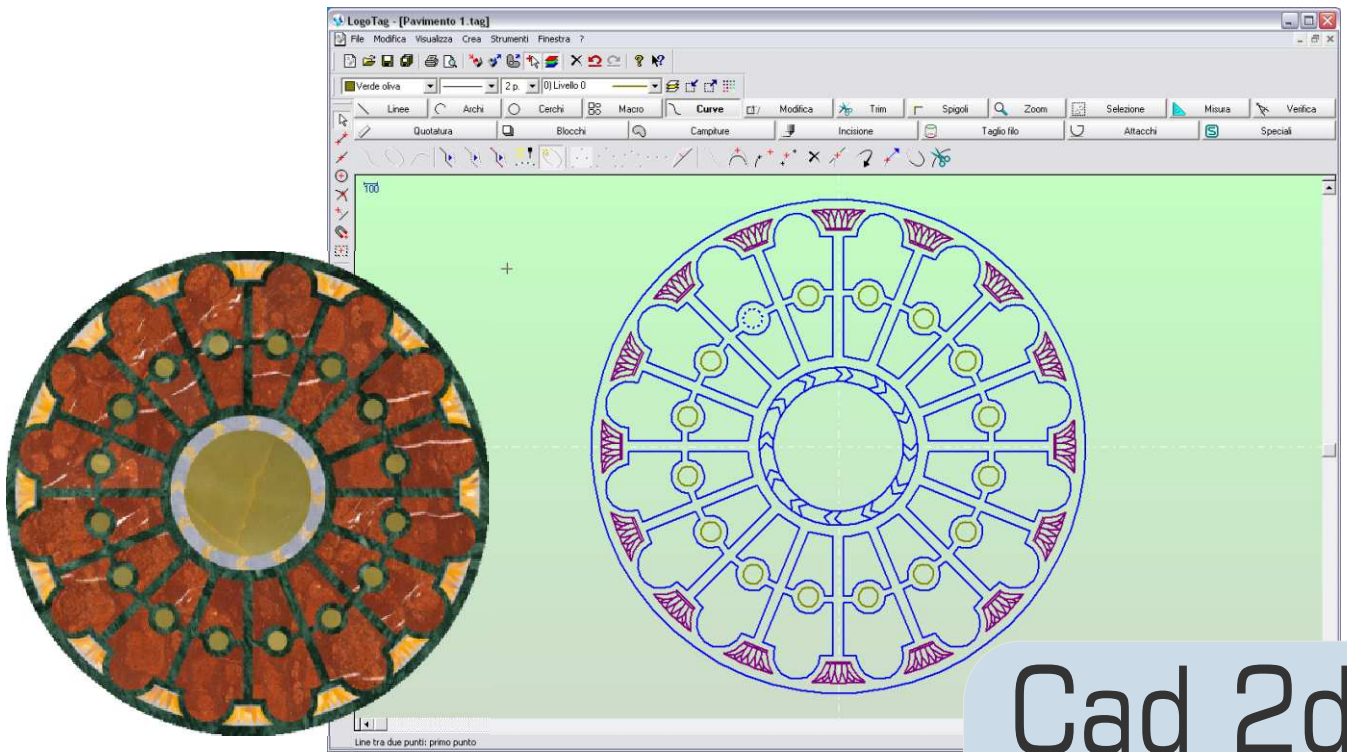 LogoTag - [Pavimento 1.tag]
File Modifica Visualizza Crea Strumenti Finestra ?
Verde oliva 2 p. 0) Livello 0
Linee Archi Cerchi Macro Curve Modifica Trim Spigoli Zoom Selezione Misura Verifica
Quotatura Blocchi Campiture Incisione Taglio filo Attacchi Speciali
100
Line tra due punti: primo punto
Cad 2d